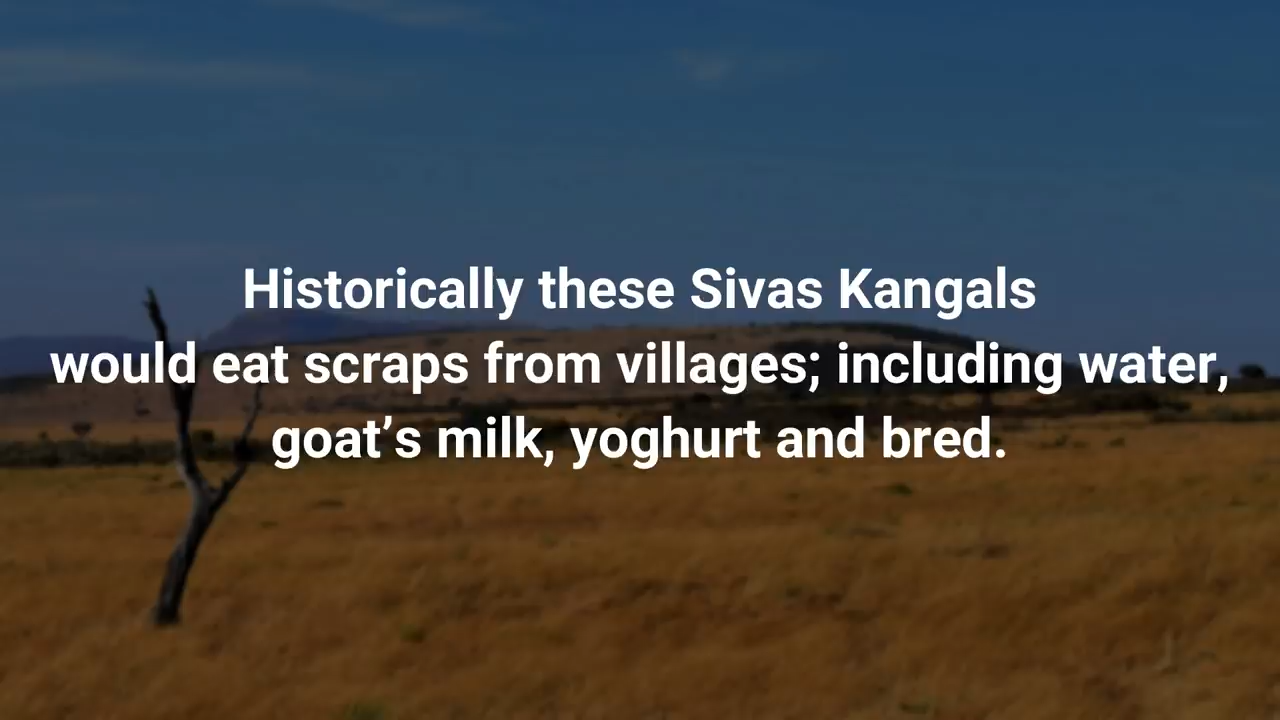 Historically these Sivas Kangals
would eat scraps from villages; including water,
goat’s milk, yoghurt and bred.